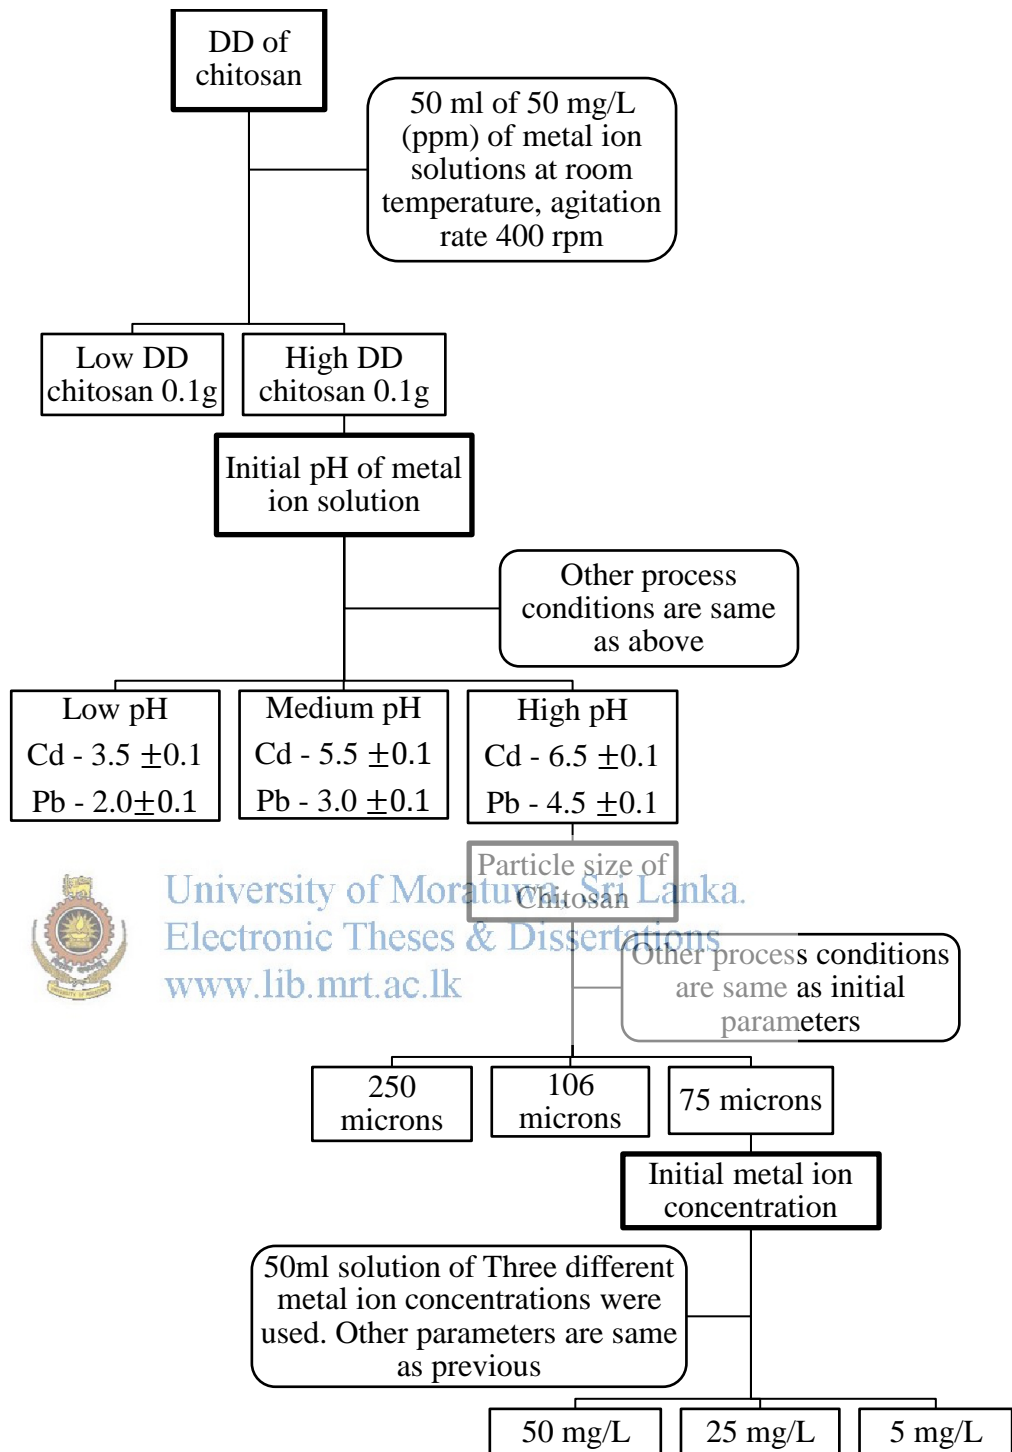 DD of
chitosan
50 ml of 50 mg/L
(ppm) of metal ion
solutions at room
temperature, agitation
rate 400 rpm
Low DD
chitosan 0.1g
High DD
chitosan 0.1g
Initial pH of metal
ion solution
Other process
conditions are same
as above
Low pH
Cd - 3.5 ±0.1
Pb - 2.0±0.1
Medium pH
Cd - 5.5 ±0.1
Pb - 3.0 ±0.1
High pH
Cd - 6.5 ±0.1
Pb - 4.5 ±0.1
Particle size of
Chitosan
University of Moratuwa, Sri Lanka.
Electronic Theses & Dissertations
www.lib.mrt.ac.lk
Other process conditions
are same as initial
parameters
250
microns
106
microns
75 microns
Initial metal ion
concentration
50ml solution of Three different
metal ion concentrations were
used. Other parameters are same
as previous
50 mg/L
25 mg/L
5 mg/L